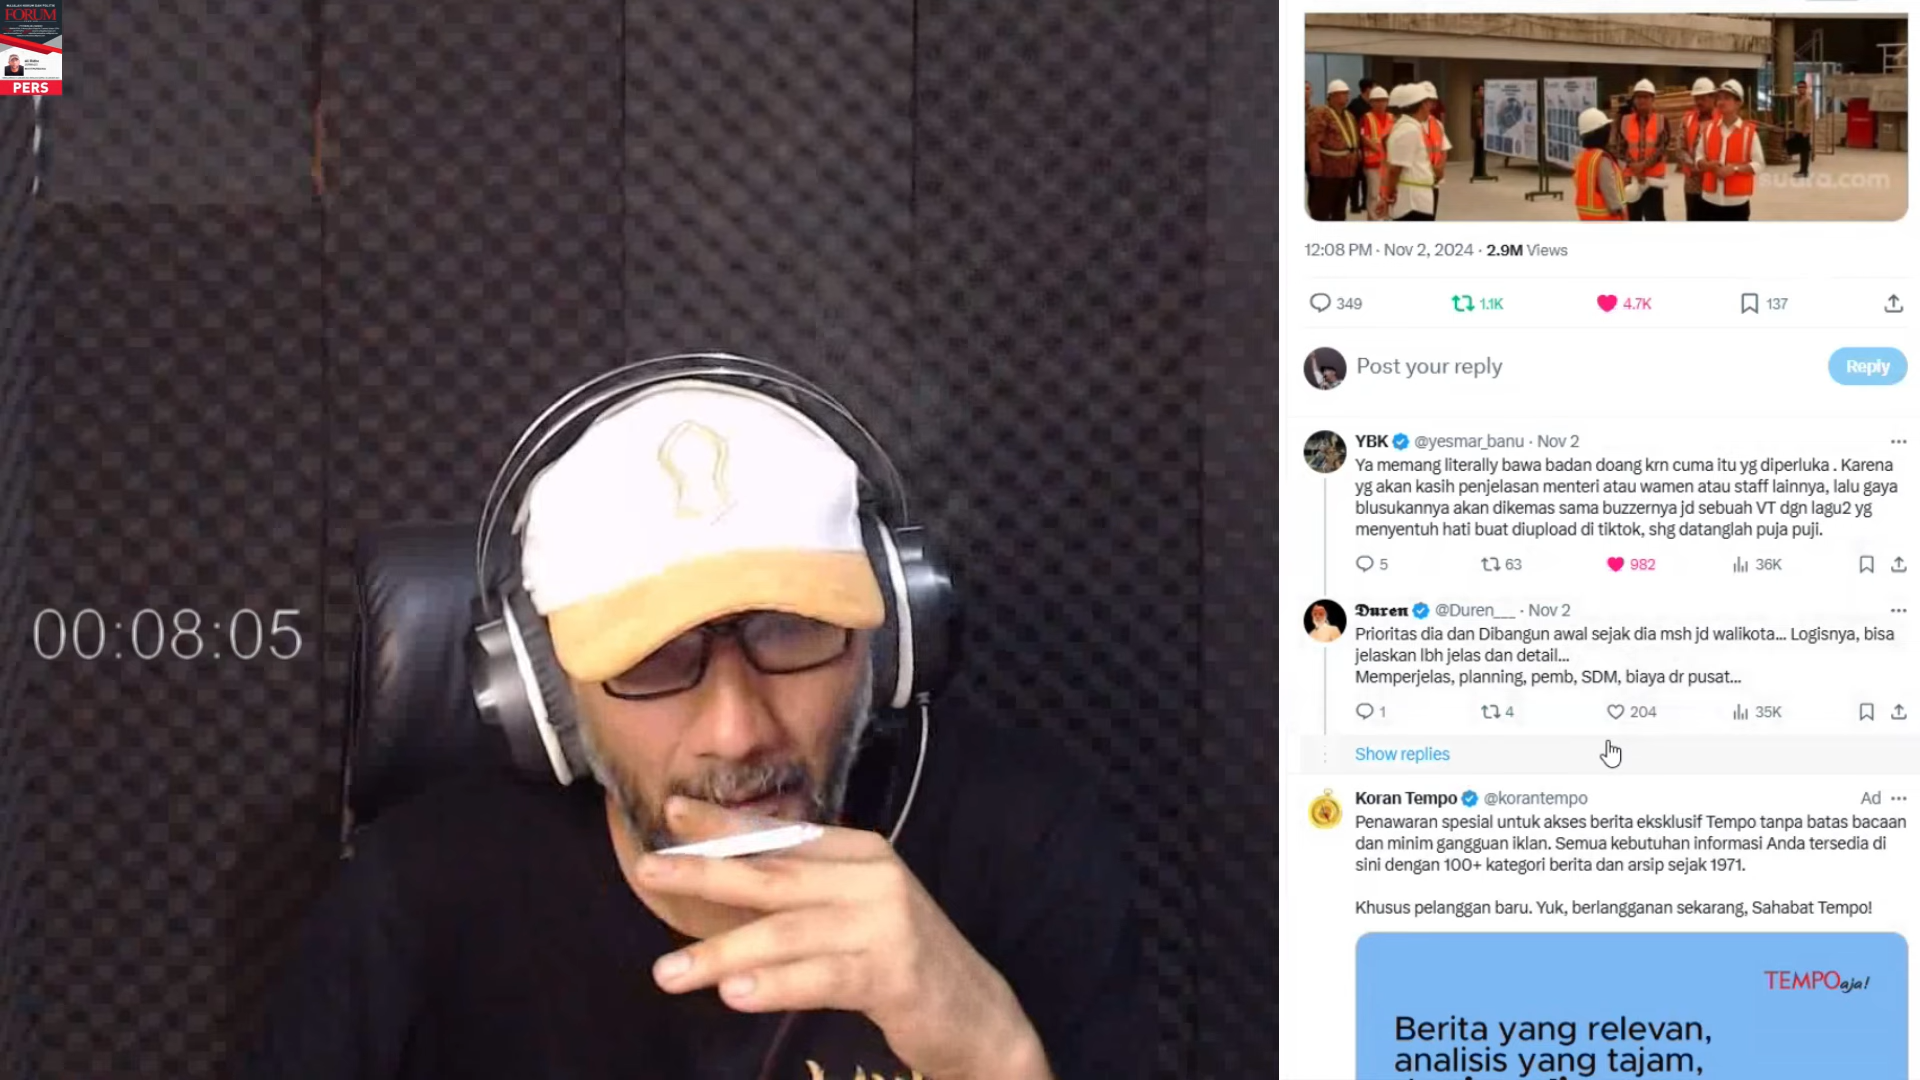 FORUM
PERS
00:08:05
suara.com
12:08 PM · Nov 2, 2024 · 2.9M Views
349 1.1K 4.7K 137
Post your reply
Reply
YBK @yesmar_banu · Nov 2
Ya memang literally bawa badan doang krn cuma itu yg diperluka . Karena
yg akan kasih penjelasan menteri atau wamen atau staff lainnya, lalu gaya
blusukannya akan dikemas sama buzzernya jd sebuah VT dgn lagu2 yg
menyentuh hati buat diupload di tiktok, shg datanglah puja puji.
5 63 982 36K
𝕯𝖚𝖗𝖊𝖓 @Duren___ · Nov 2
Prioritas dia dan Dibangun awal sejak dia msh jd walikota... Logisnya, bisa
jelaskan lbh jelas dan detail...
Memperjelas, planning, pemb, SDM, biaya dr pusat...
1 4 204 35K
Show replies
Koran Tempo @korantempo Ad
Penawaran spesial untuk akses berita eksklusif Tempo tanpa batas bacaan
dan minim gangguan iklan. Semua kebutuhan informasi Anda tersedia di
sini dengan 100+ kategori berita dan arsip sejak 1971.
Khusus pelanggan baru. Yuk, berlangganan sekarang, Sahabat Tempo!
TEMPO aja!
Berita yang relevan,
analisis yang tajam,